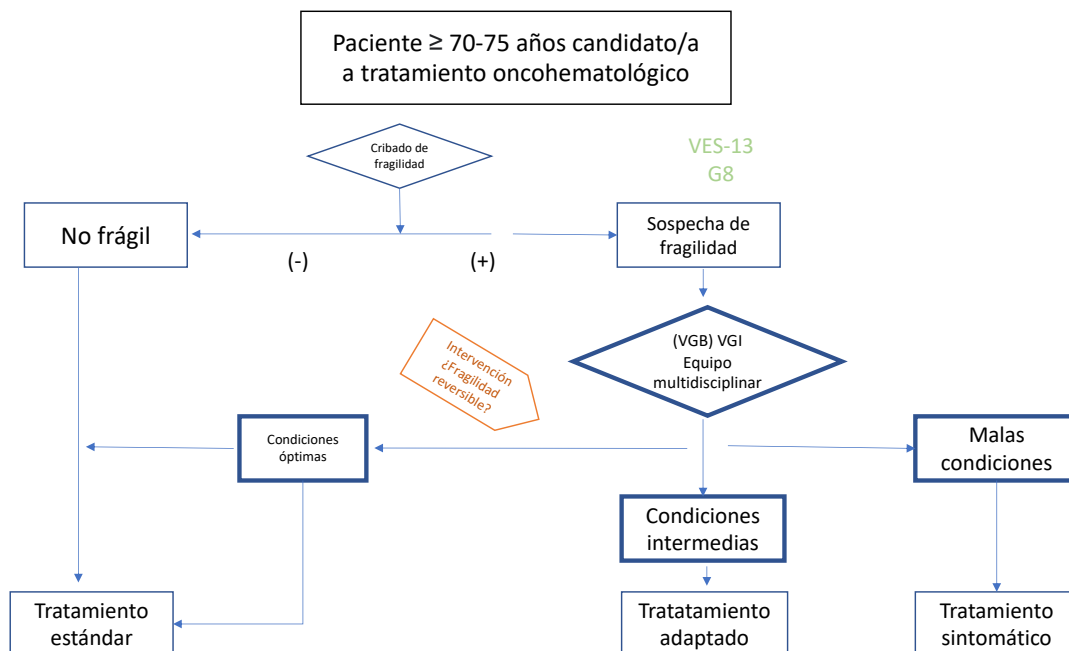 Paciente ≥ 70-75 años candidato/a
a tratamiento oncohematológico
Cribado de
fragilidad
VES-13
G8
No frágil
Sospecha de
fragilidad
(-)
(+)
(VGB) VGI
Equipo
multidisciplinar
Intervención
¿Fragilidad
reversible?
Condiciones
óptimas
Malas
condiciones
Condiciones
intermedias
Tratamiento
estándar
Tratatamiento
adaptado
Tratamiento
sintomático